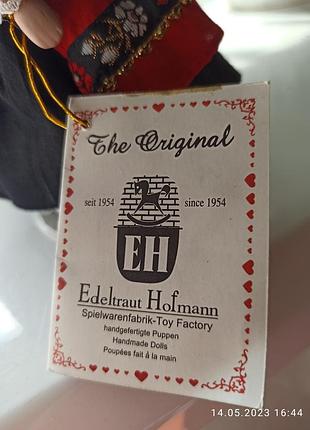 The Original
seit 1954 since 1954
EH
Edeltraut Hofmann
Spielwarenfabrik-Toy Factory
handgefertigte Puppen
Handmade Dolls
Poupées fait à la main
14.05.2023 16:44